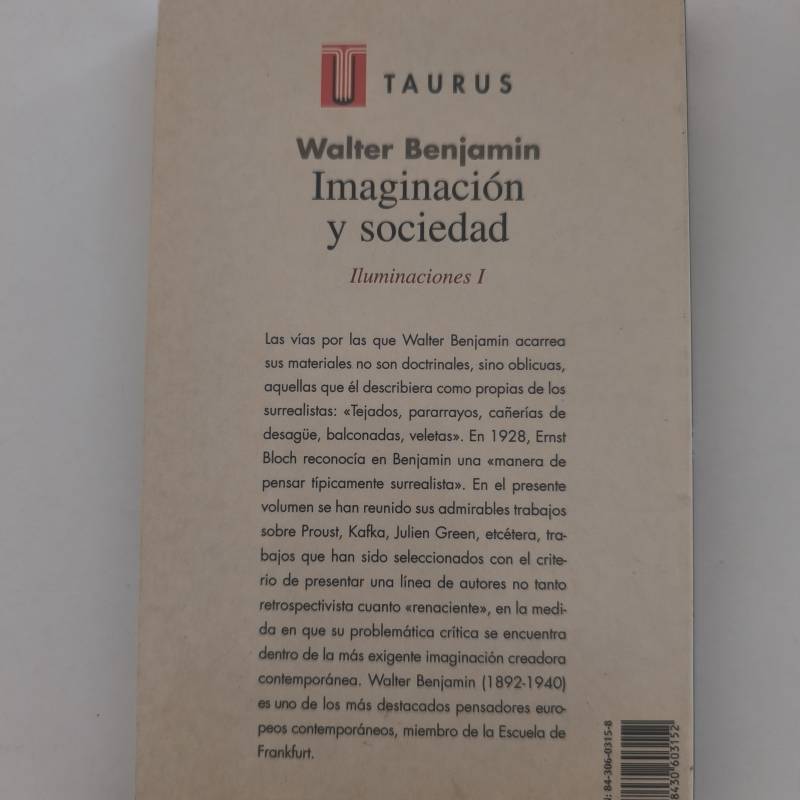 TAURUS
Walter Benjamin
Imaginación
y sociedad
Iluminaciones I
Las vías por las que Walter Benjamin acarrea
sus materiales no son doctrinales, sino oblicuas,
aquellas que él describiera como propias de los
surrealistas: «Tejados, pararrayos, cañerías de
desagüe, balconadas, veletas». En 1928, Ernst
Bloch reconocía en Benjamin una «manera de
pensar típicamente surrealista». En el presente
volumen se han reunido sus admirables trabajos
sobre Proust, Kafka, Julien Green, etcétera, tra-
bajos que han sido seleccionados con el crite-
rio de presentar una línea de autores no tanto
retrospectivista cuanto «renaciente», en la medi-
da en que su problemática crítica se encuentra
dentro de la más exigente imaginación creadora
contemporánea. Walter Benjamin (1892-1940)
es uno de los más destacados pensadores euro-
peos contemporáneos, miembro de la Escuela de
Frankfurt.
: 84-306-0315-8
8430"603152